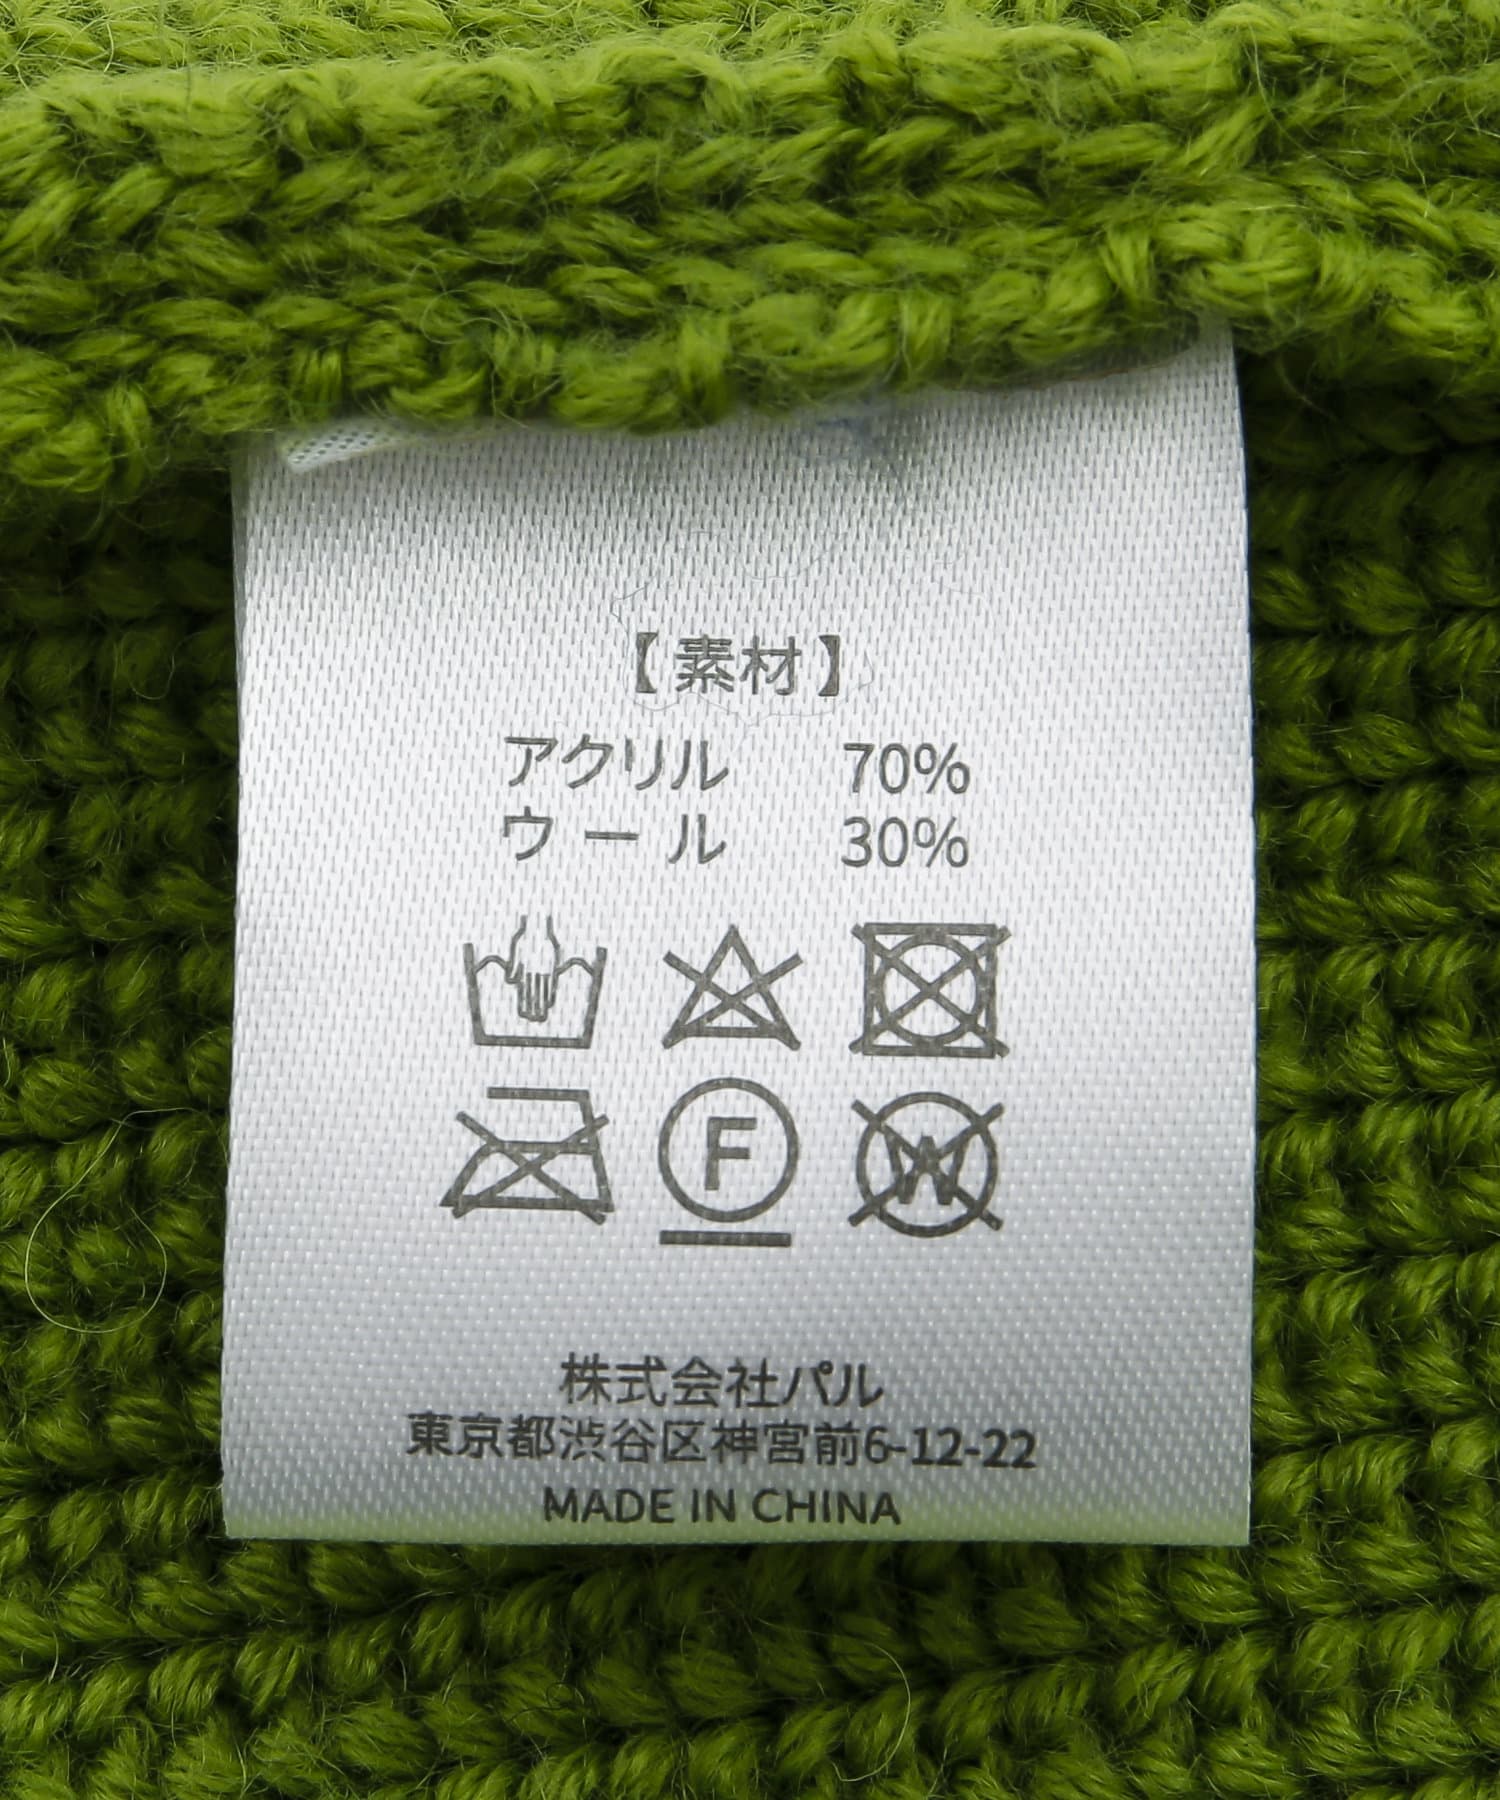 【素材】
アクリル 70%
ウール 30%
F
W
株式会社パル
東京都渋谷区神宮前6-12-22
MADE IN CHINA